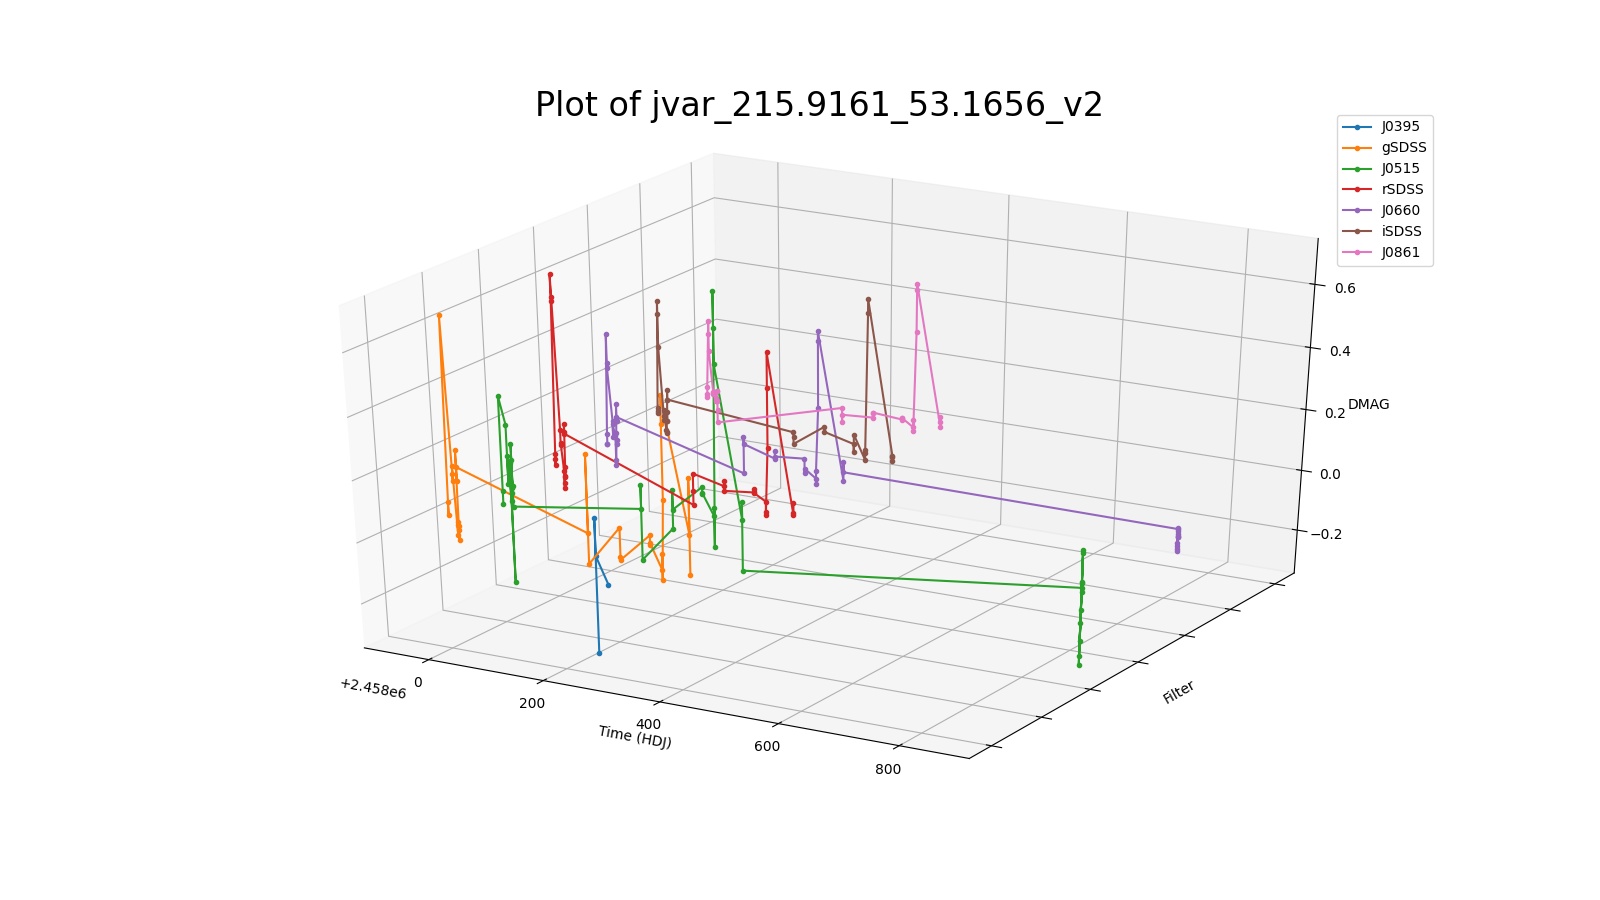 Plot of jvar_215.9161_53.1656_v2
J0395
gSDSS
J0515
rSDSS
J0660
iSDSS
J0861
0.6
0.4
0.2
DMAG
0.0
−0.2
Filter
+2.458e6
0
200
400
600
800
Time (HDJ)